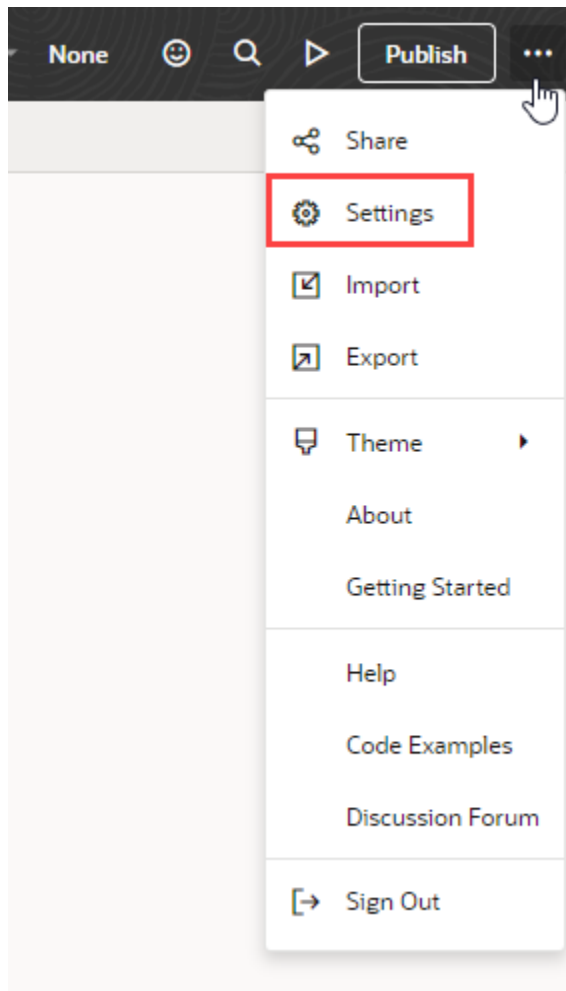 None Publish
Share
Settings
Import
Export
Theme
About
Getting Started
Help
Code Examples
Discussion Forum
Sign Out